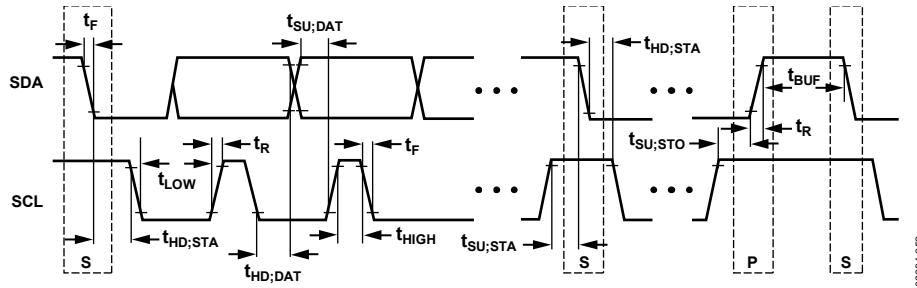 tF
tSU;DAT
tHD;STA
SDA
tBUF
tR
tF
tSU;STO
tR
tLOW
SCL
tHD;STA
tHIGH
tSU;STA
tHD;DAT
S
S
P
S